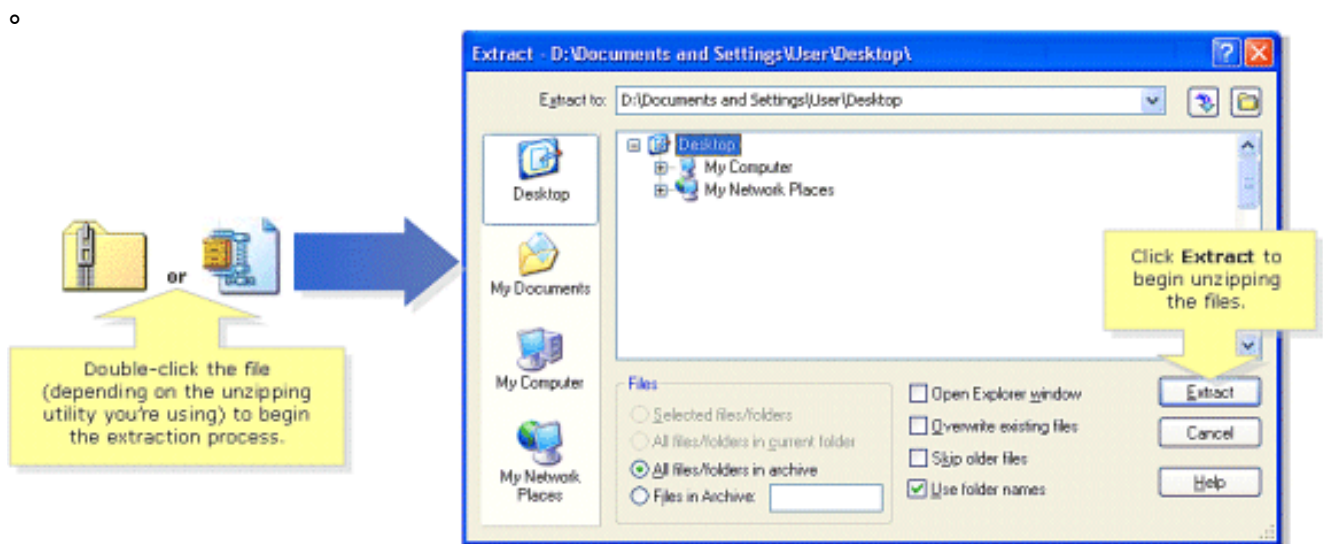 Extract - D:\Documents and Settings\User\Desktop\
Extract to: D:\Documents and Settings\User\Desktop
Desktop
My Computer
My Network Places
Desktop
My Documents
My Computer
My Network
Places
or
Double-click the file
(depending on the unzipping
utility you're using) to begin
the extraction process.
Click Extract to
begin unzipping
the files.
Files
Selected files/folders
All files/folders in current folder
All files/folders in archive
Files in Archive:
Open Explorer window
Overwrite existing files
Skip older files
Use folder names
Extract
Cancel
Help